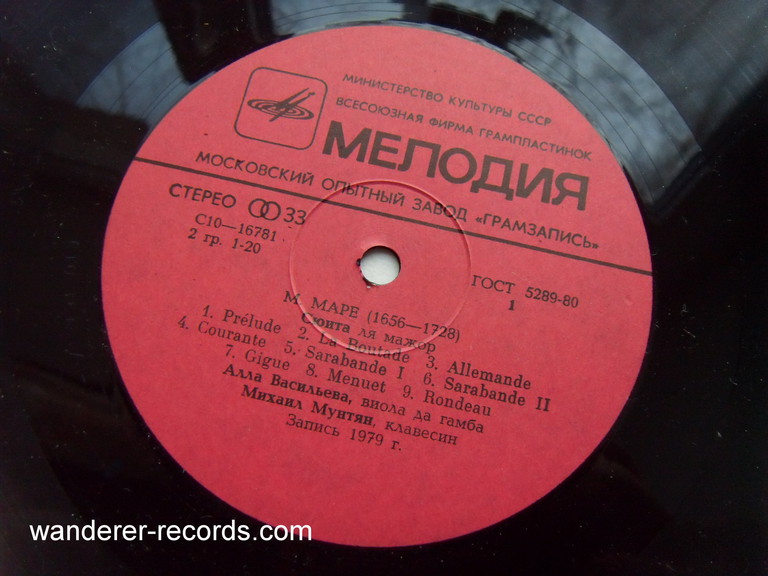 МИНИСТЕРСТВО КУЛЬТУРЫ СССР
ВСЕСОЮЗНАЯ ФИРМА ГРАМПЛАСТИНОК
МЕЛОДИЯ
МОСКОВСКИЙ ОПЫТНЫЙ ЗАВОД «ГРАМЗАПИСЬ»
СТЕРЕО 33
С10—16781
2 гр. 1-20
ГОСТ 5289-80
1
М. МАРЕ (1656—1728)
Сюита ля мажор
1. Prélude 2. La Boutade 3. Allemande
4. Courante 5. Sarabande I 6. Sarabande II
7. Gigue 8. Menuet 9. Rondeau
Алла Васильева, виола да гамба
Михаил Мунтян, клавесин
Запись 1979 г.
wanderer-records.com